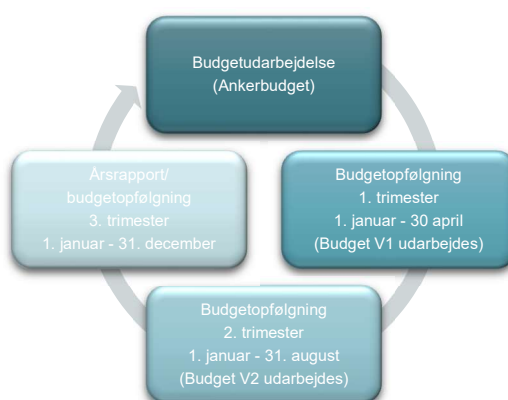 Budgetudarbejdelse
(Ankerbudget)
Budgetopfølgning
1. trimester
1. januar - 30 april
(Budget V1 udarbejdes)
Budgetopfølgning
2. trimester
1. januar - 31. august
(Budget V2 udarbejdes)
Årsrapport/
budgetopfølgning
3. trimester
1. januar - 31. december